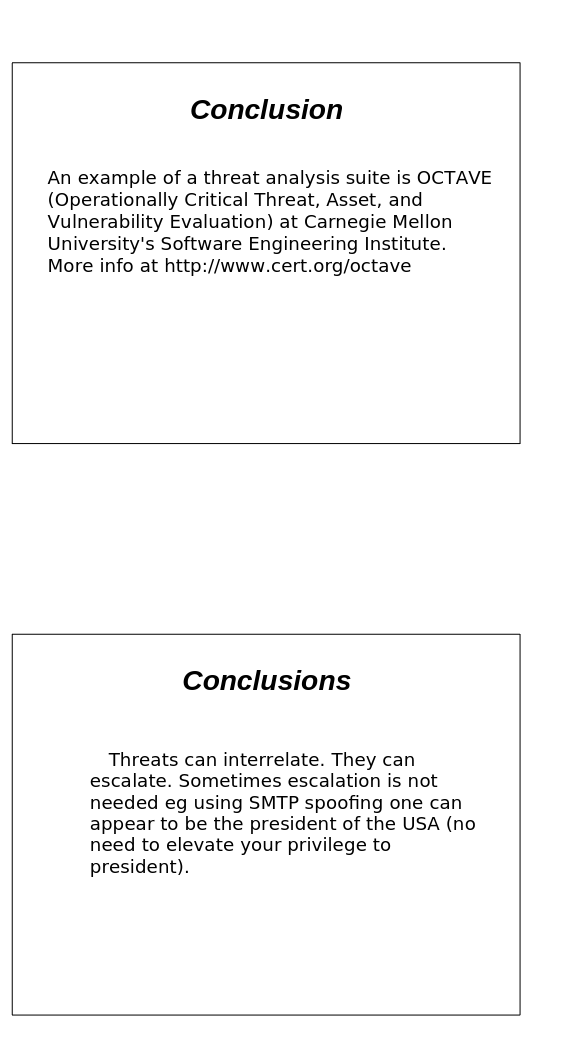 Conclusion
An example of a threat analysis suite is OCTAVE
(Operationally Critical Threat, Asset, and
Vulnerability Evaluation) at Carnegie Mellon
University's Software Engineering Institute.
More info at http://www.cert.org/octave
Conclusions
Threats can interrelate. They can
escalate. Sometimes escalation is not
needed eg using SMTP spoofing one can
appear to be the president of the USA (no
need to elevate your privilege to
president).